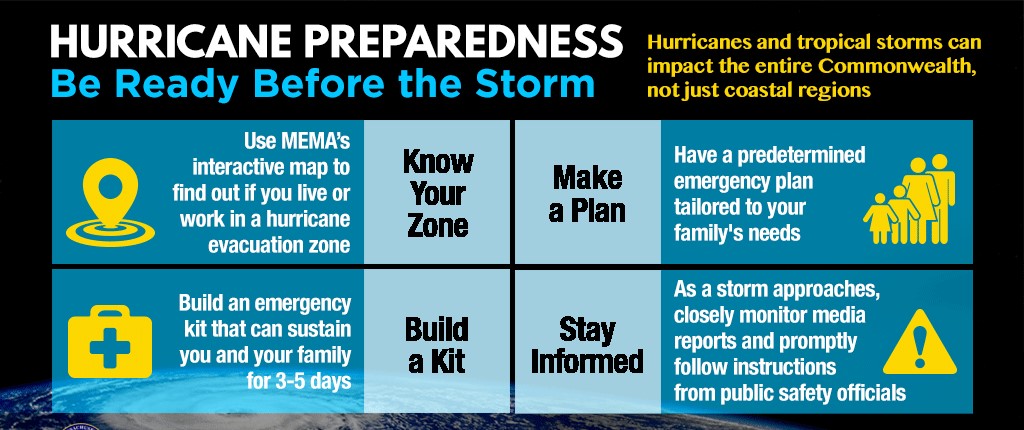 HURRICANE PREPAREDNESS
Be Ready Before the Storm
Hurricanes and tropical storms can
impact the entire Commonwealth,
not just coastal regions
Use MEMA's
interactive map to
find out if you live or
work in a hurricane
evacuation zone
Know
Your
Zone
Make
a Plan
Have a predetermined
emergency plan
tailored to your
family's needs
Build an emergency
kit that can sustain
you and your family
for 3-5 days
Build
a Kit
Stay
Informed
As a storm approaches,
closely monitor media
reports and promptly
follow instructions
from public safety officials